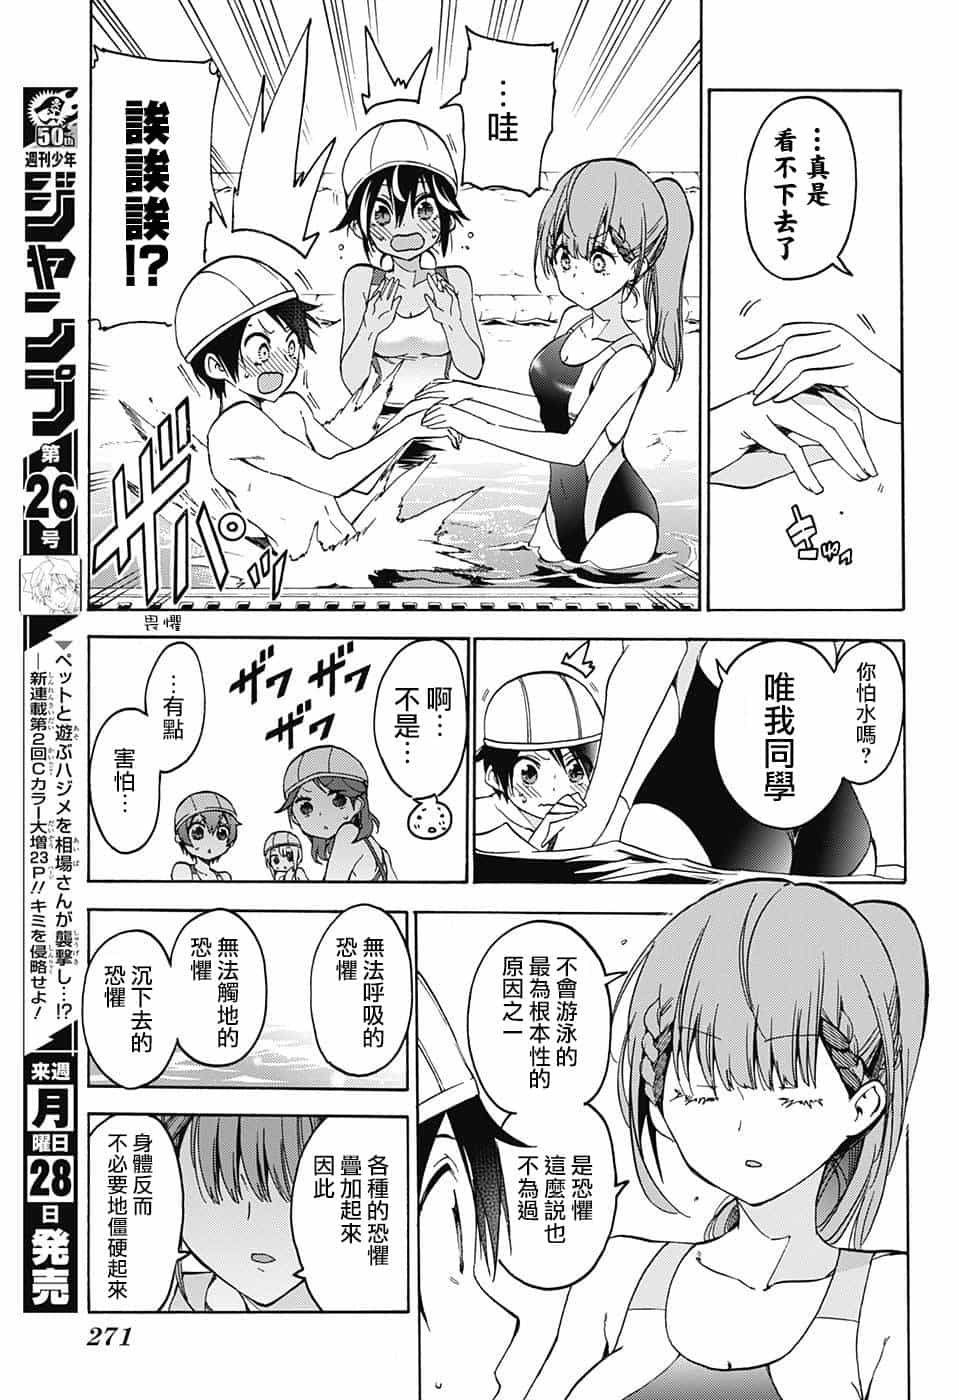 …真是
看不下去了
キュッ
…哇
誒誒誒!?
ザパッ
你怕水嗎?
唯我同學
畏懼
啊…
不是…
ザワ
ザワ
…有點
害怕…
不會游泳的
最為根本性的
原因之一
是恐懼
這麼説也
不為過
無法呼吸的
恐懼
無法觸地的
恐懼
沉下去的
恐懼
各種的恐懼
疊加起來
因此
身體反而
不必要地僵硬起來
50th
週刊少年
ジャンプ
第
26
号
▼ペットと遊ぶハジメを相場さんが襲撃し…!?
―新連載第2回Cカラー大増23P!!キミを侵略せよ!
来週
月
曜日
28
日
発売
271